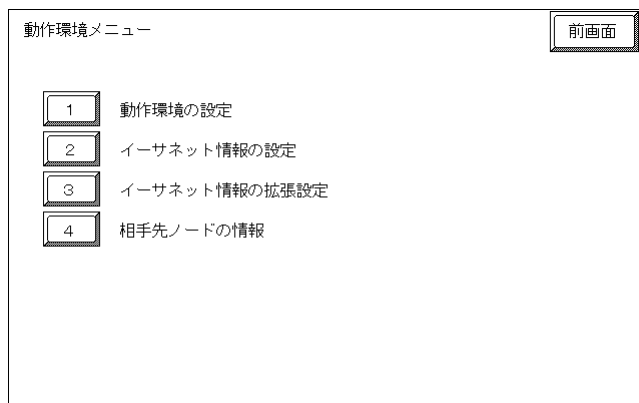 動作環境メニュー
前画面
1 動作環境の設定
2 イーサネット情報の設定
3 イーサネット情報の拡張設定
4 相手先ノードの情報